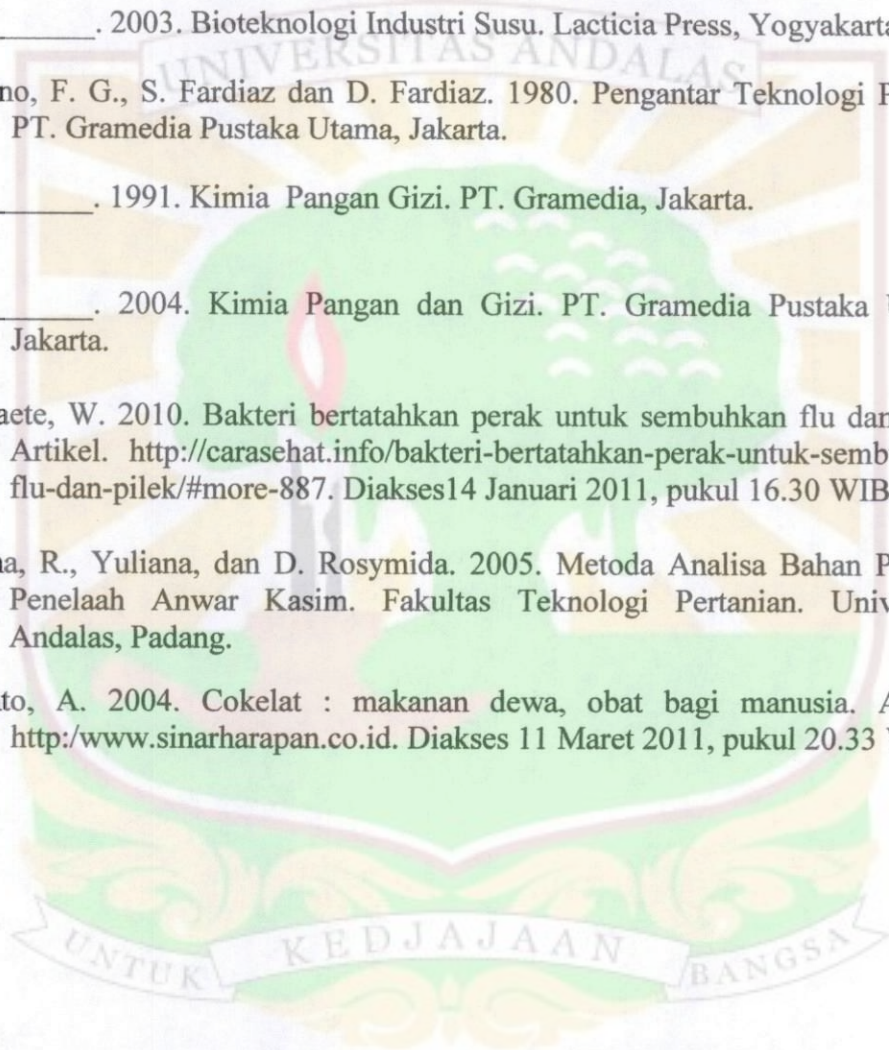 ________. 2003. Bioteknologi Industri Susu. Lacticia Press, Yogyakarta
UNIVERSITAS ANDALAS
no, F. G., S. Fardiaz dan D. Fardiaz. 1980. Pengantar Teknologi
PT. Gramedia Pustaka Utama, Jakarta.
________. 1991. Kimia Pangan Gizi. PT. Gramedia, Jakarta.
________. 2004. Kimia Pangan dan Gizi. PT. Gramedia Pustaka
Jakarta.
aete, W. 2010. Bakteri bertatahkan perak untuk sembuhkan flu dan
Artikel. http://carasehat.info/bakteri-bertatahkan-perak-untuk-semb
flu-dan-pilek/#more-887. Diakses14 Januari 2011, pukul 16.30 WIB
na, R., Yuliana, dan D. Rosymida. 2005. Metoda Analisa Bahan P
Penelaah Anwar Kasim. Fakultas Teknologi Pertanian. Univ
Andalas, Padang.
to, A. 2004. Cokelat : makanan dewa, obat bagi manusia. A
http:/www.sinarharapan.co.id. Diakses 11 Maret 2011, pukul 20.33
UNTUK KEDJAJAAN BANGSA